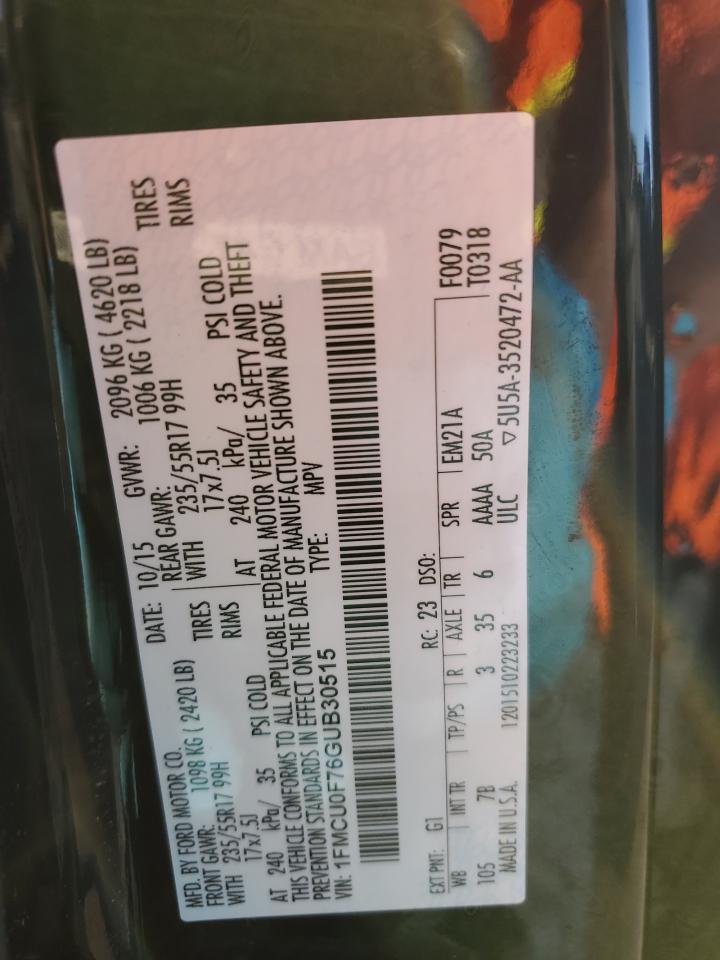 MFD. BY FORD MOTOR CO. DATE: 10/15 GVWR: 2096 KG ( 4620 LB)
FRONT GAWR: 1098 KG ( 2420 LB) REAR GAWR: 1006 KG ( 2218 LB)
WITH 235/55R17 99H TIRES WITH 235/55R17 99H TIRES
17x7.5J RIMS 17x7.5J RIMS
AT 240 kPa/ 35 PSI COLD AT 240 kPa/ 35 PSI COLD
THIS VEHICLE CONFORMS TO ALL APPLICABLE FEDERAL MOTOR VEHICLE SAFETY AND THEFT
PREVENTION STANDARDS IN EFFECT ON THE DATE OF MANUFACTURE SHOWN ABOVE.
VIN: 1FMCU0F76GUB30515 TYPE: MPV
EXT PNT: G1 RC: 23 DSO: F0079
WB INT TR TP/PS R AXLE TR SPR EM21A T0318
105 7B 3 35 6 AAAA 50A
MADE IN U.S.A. 1201510223233 ULC ▽5U5A-3520472-AA